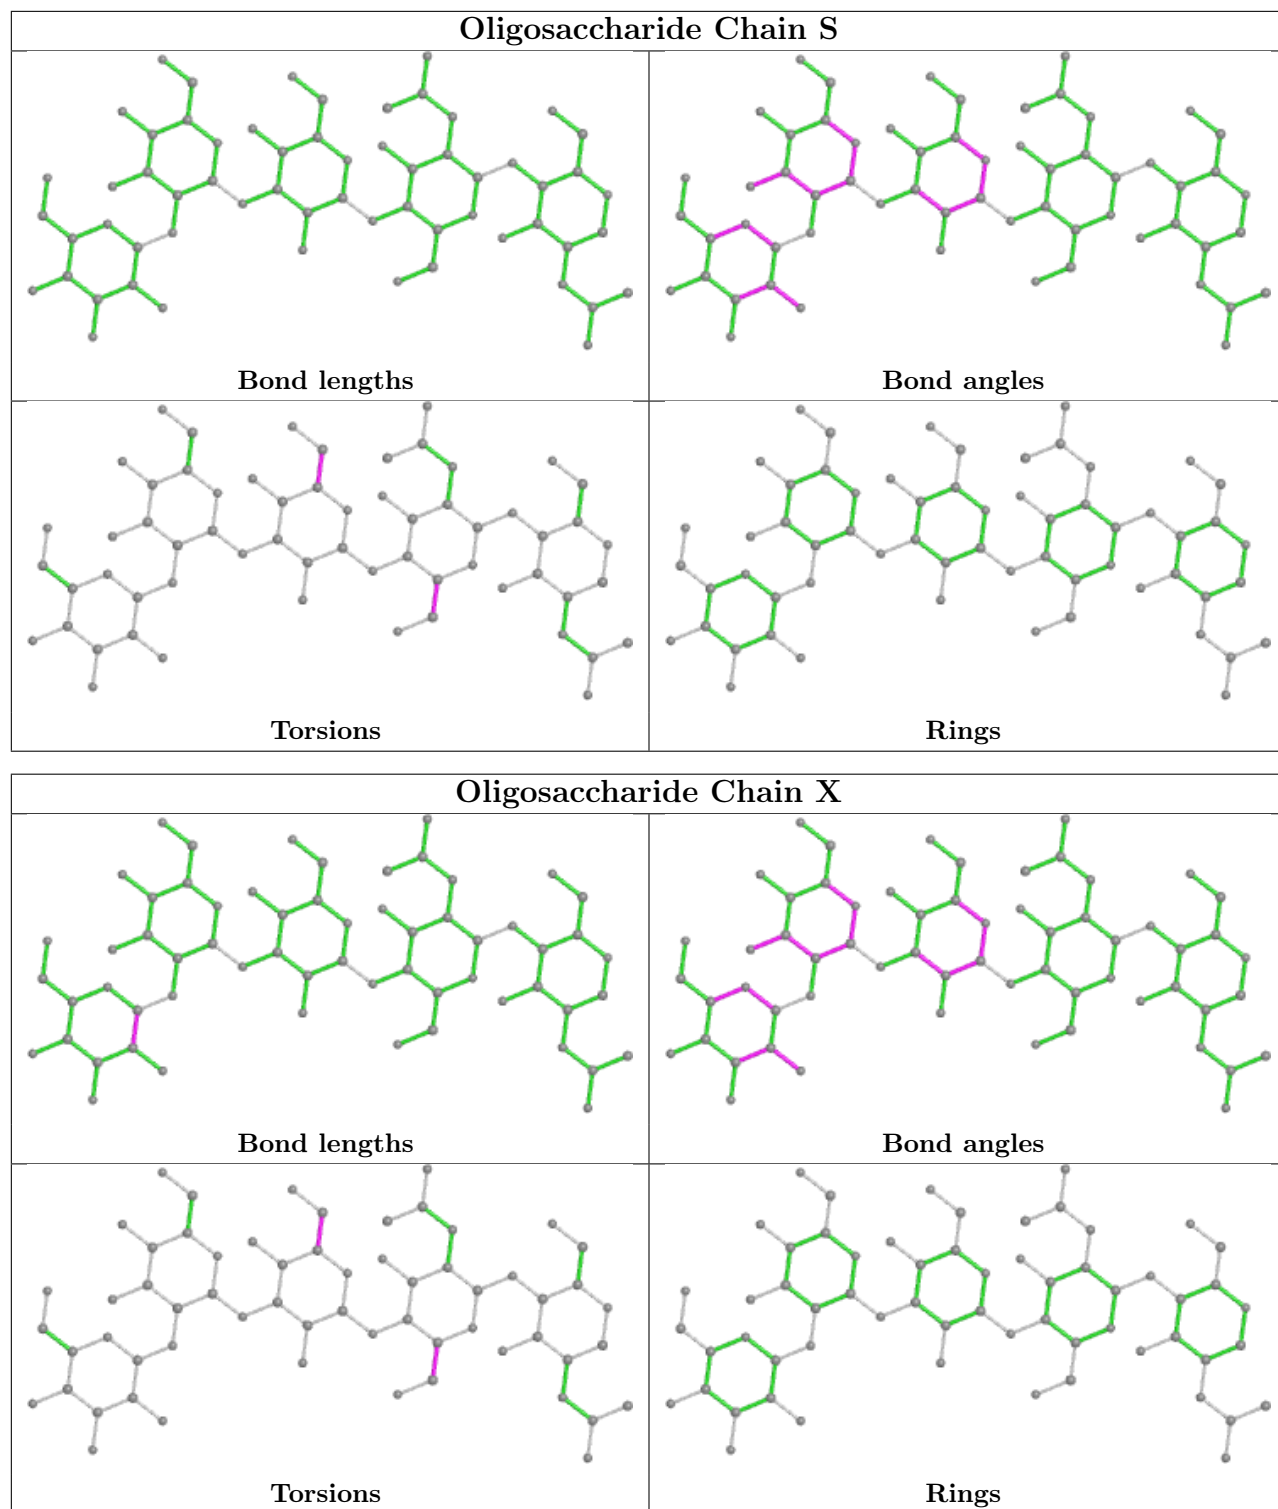 Oligosaccharide Chain S
Bond lengths
Bond angles
Torsions
Rings
Oligosaccharide Chain X
Bond lengths
Bond angles
Torsions
Rings